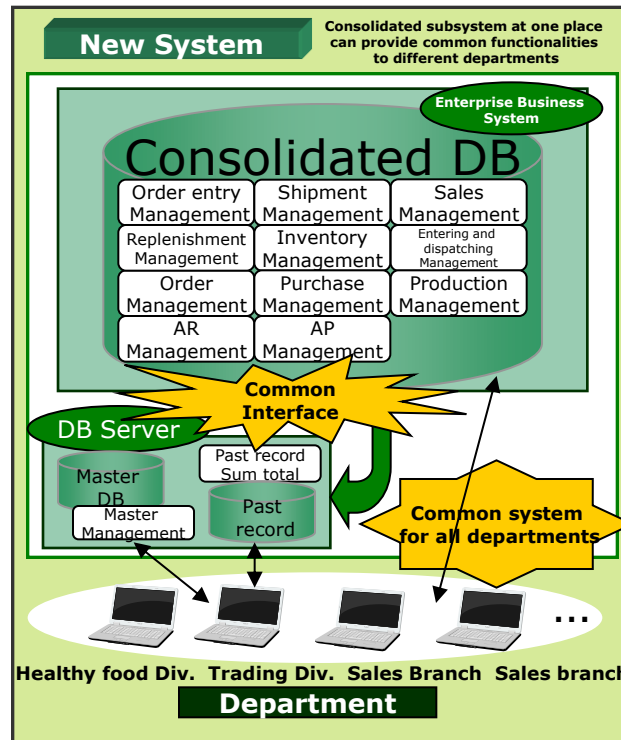 New System
Consolidated subsystem at one place
can provide common functionalities
to different departments
Enterprise Business
System
Consolidated DB
Order entry
Management
Shipment
Management
Sales
Management
Replenishment
Management
Inventory
Management
Entering and
dispatching
Management
Order
Management
Purchase
Management
Production
Management
AR
Management
AP
Management
Common
Interface
DB Server
Past record
Sum total
Master
DB
Master
Management
Past
record
Common system
for all departments
...
Healthy food Div. Trading Div. Sales Branch Sales branch
Department